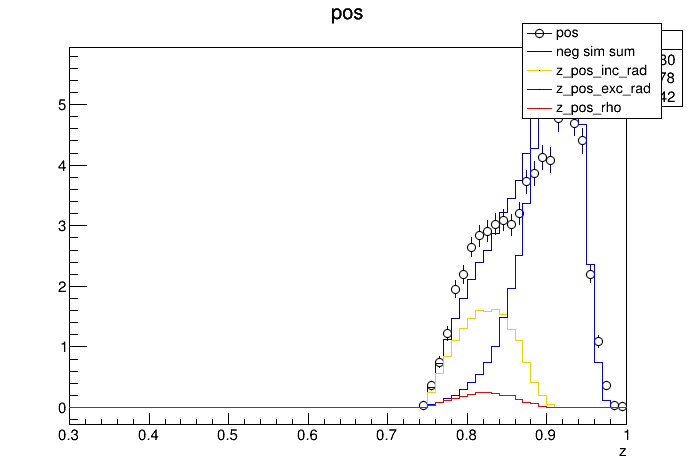 pos
pos
neg sim sum
z_pos_inc_rad
z_pos_exc_rad
z_pos_rho
30
78
42
5
4
3
2
1
0
0.3 0.4 0.5 0.6 0.7 0.8 0.9 1
z